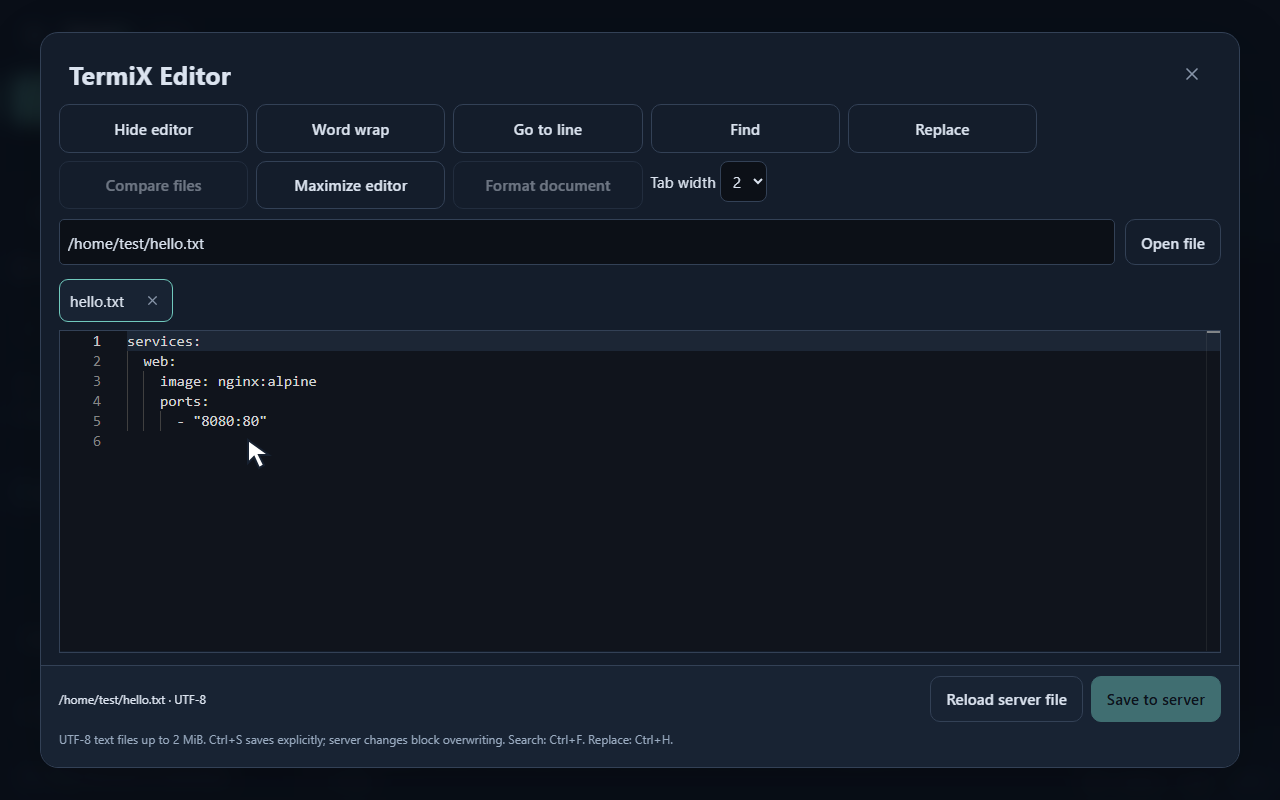 TermiX Editor
Hide editor
Word wrap
Go to line
Find
Replace
Compare files
Maximize editor
Format document
Tab width 2
/home/test/hello.txt
Open file
hello.txt
1 services:
2   web:
3     image: nginx:alpine
4     ports:
5       - "8080:80"
6
/home/test/hello.txt · UTF-8
Reload server file
Save to server
UTF-8 text files up to 2 MiB. Ctrl+S saves explicitly; server changes block overwriting. Search: Ctrl+F. Replace: Ctrl+H.